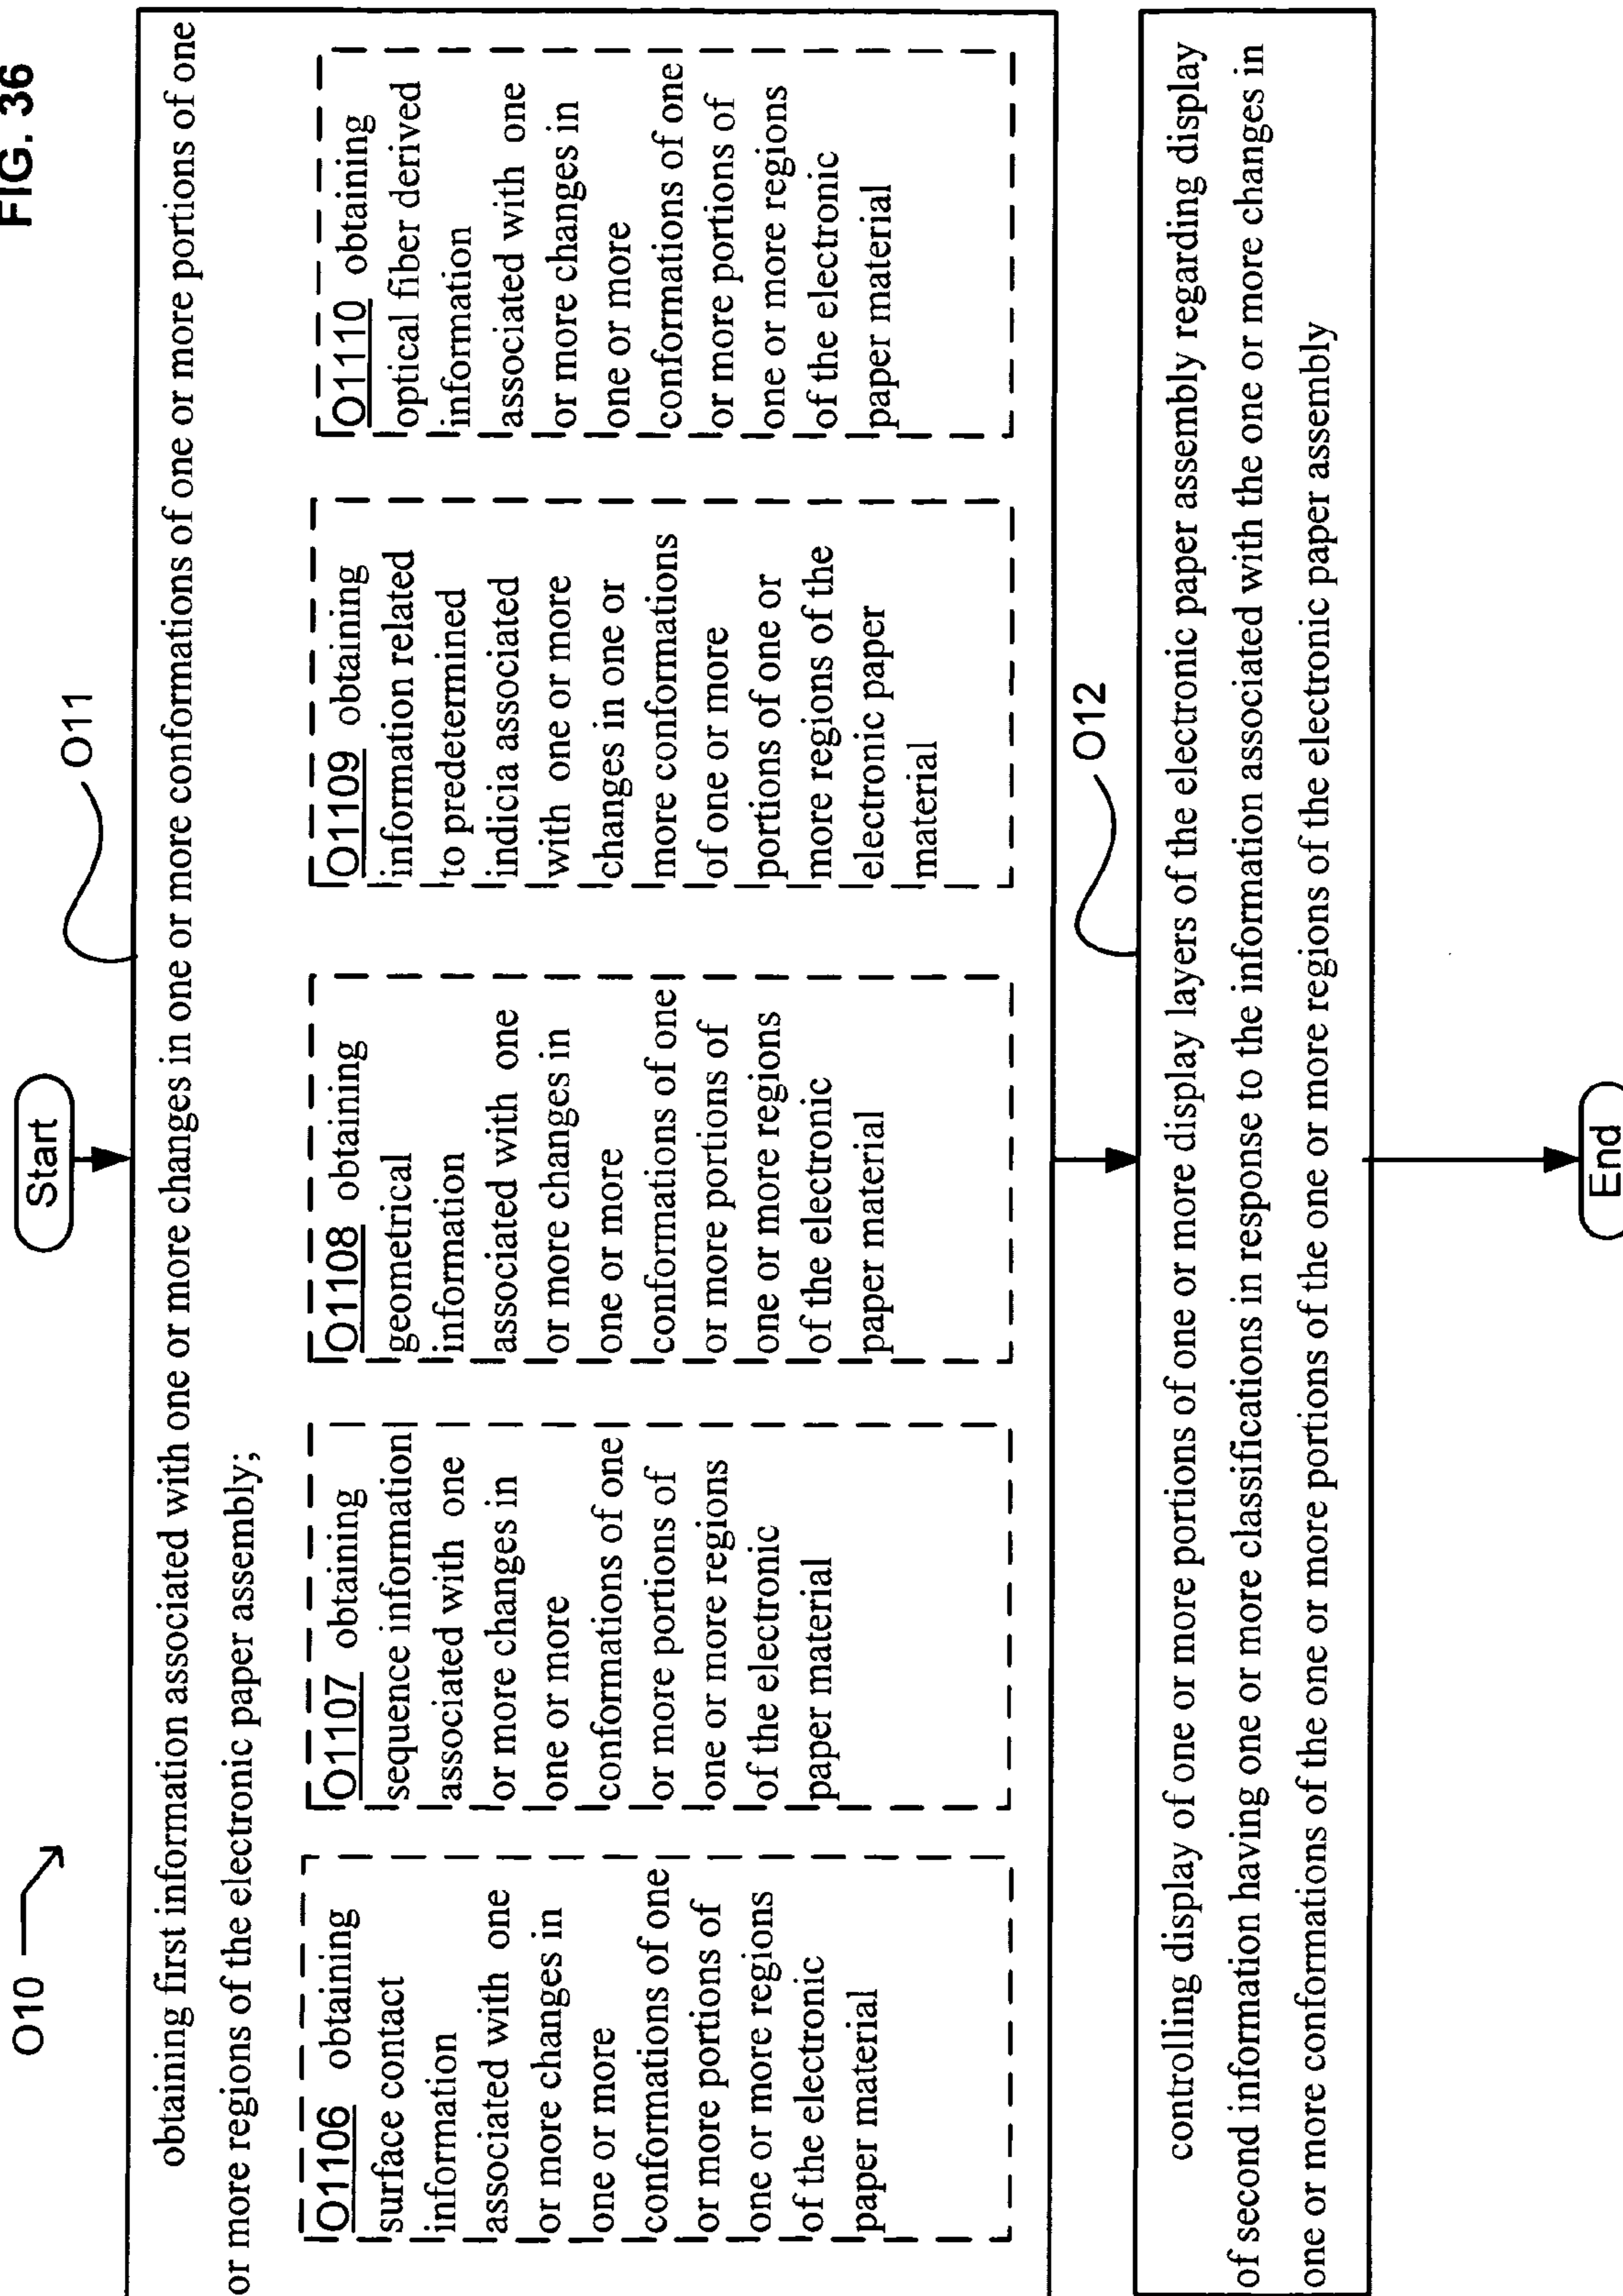 FIG. 36
O10
Start
O11
obtaining first information associated with one or more changes in one or more conformations of one or more portions of one
or more regions of the electronic paper assembly;
O1106 obtaining
surface contact
information
associated with one
or more changes in
one or more
conformations of one
or more portions of
one or more regions
of the electronic
paper material
O1107 obtaining
sequence information
associated with one
or more changes in
one or more
conformations of one
or more portions of
one or more regions
of the electronic
paper material
O1108 obtaining
geometrical
information
associated with one
or more changes in
one or more
conformations of one
or more portions of
one or more regions
of the electronic
paper material
O1109 obtaining
information related
to predetermined
indicia associated
with one or more
changes in one or
more conformations
of one or more
portions of one or
more regions of the
electronic paper
material
O1110 obtaining
optical fiber derived
information
associated with one
or more changes in
one or more
conformations of one
or more portions of
one or more regions
of the electronic
paper material
O12
controlling display of one or more portions of one or more display layers of the electronic paper assembly regarding display
of second information having one or more classifications in response to the information associated with the one or more changes in
one or more conformations of the one or more portions of the one or more regions of the electronic paper assembly
End